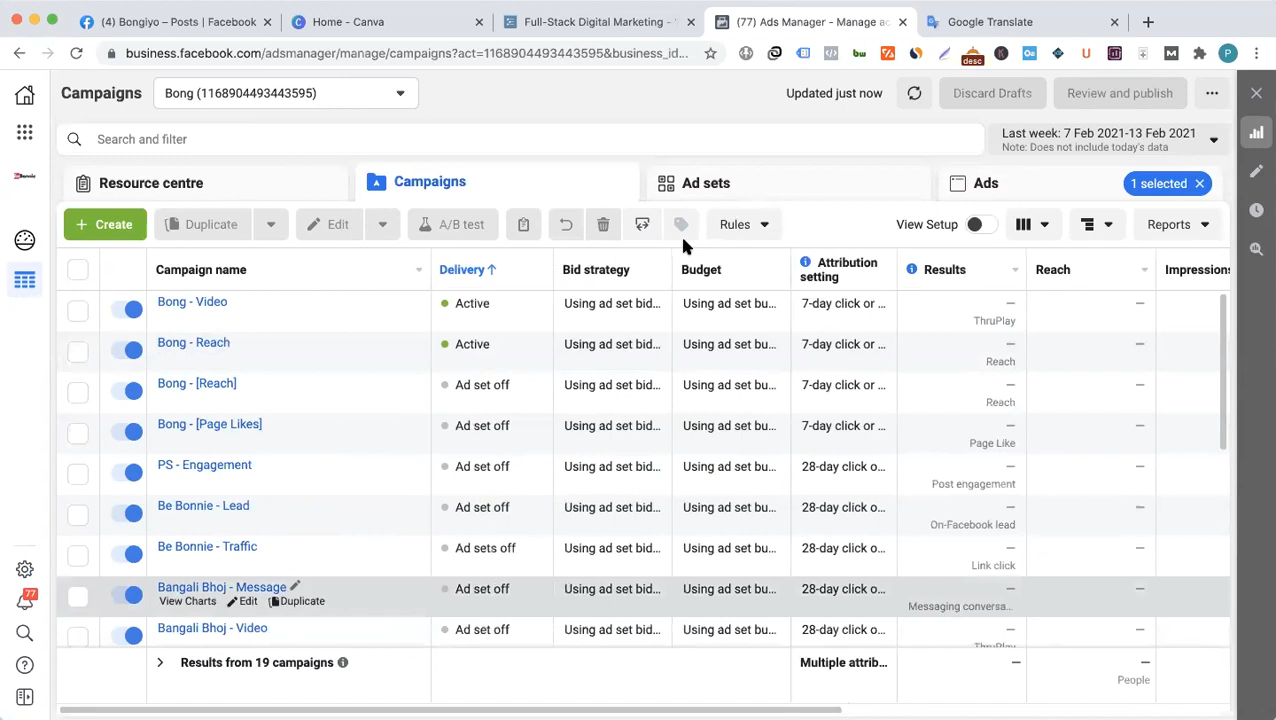 (4) Bongiyo – Posts | Facebook
Home - Canva
Full-Stack Digital Marketing -
(77) Ads Manager - Manage ac
Google Translate
business.facebook.com/adsmanager/manage/campaigns?act=1168904493443595&business_id...
desc
P
Campaigns
Bong (1168904493443595)
Updated just now
Discard Drafts
Review and publish
Search and filter
Last week: 7 Feb 2021-13 Feb 2021
Note: Does not include today's data
Resource centre
Campaigns
Ad sets
Ads
1 selected
+ Create
Duplicate
Edit
A/B test
Rules
View Setup
Reports
Campaign name
Delivery ↑
Bid strategy
Budget
Attribution setting
Results
Reach
Impressions
Bong - Video
Active
Using ad set bid...
Using ad set bu...
7-day click or ...
—
ThruPlay
—
Bong - Reach
Active
Using ad set bid...
Using ad set bu...
7-day click or ...
—
Reach
—
Bong - [Reach]
Ad set off
Using ad set bid...
Using ad set bu...
7-day click or ...
—
Reach
—
Bong - [Page Likes]
Ad set off
Using ad set bid...
Using ad set bu...
7-day click or ...
—
Page Like
—
PS - Engagement
Ad set off
Using ad set bid...
Using ad set bu...
28-day click o...
—
Post engagement
—
Be Bonnie - Lead
Ad set off
Using ad set bid...
Using ad set bu...
28-day click o...
—
On-Facebook lead
—
Be Bonnie - Traffic
Ad sets off
Using ad set bid...
Using ad set bu...
28-day click o...
—
Link click
—
Bangali Bhoj - Message
View Charts Edit Duplicate
Ad set off
Using ad set bid...
Using ad set bu...
28-day click o...
—
Messaging conversa...
—
Bangali Bhoj - Video
Ad set off
Using ad set bid...
Using ad set bu...
28-day click o...
—
ThruPlay
—
77
Results from 19 campaigns
Multiple attrib...
—
—
People